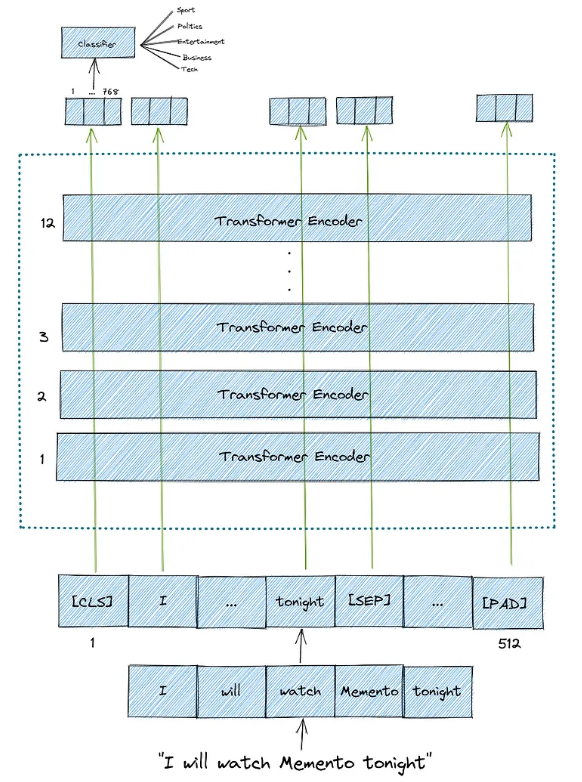 Sport
Politics
Classifier
Entertainment
Business
Tech
1 ... 768
12 Transformer Encoder
3 Transformer Encoder
2 Transformer Encoder
1 Transformer Encoder
[CLS] I ... tonight [SEP] ... [PAD]
1 512
I will watch Memento tonight
"I will watch Memento tonight"